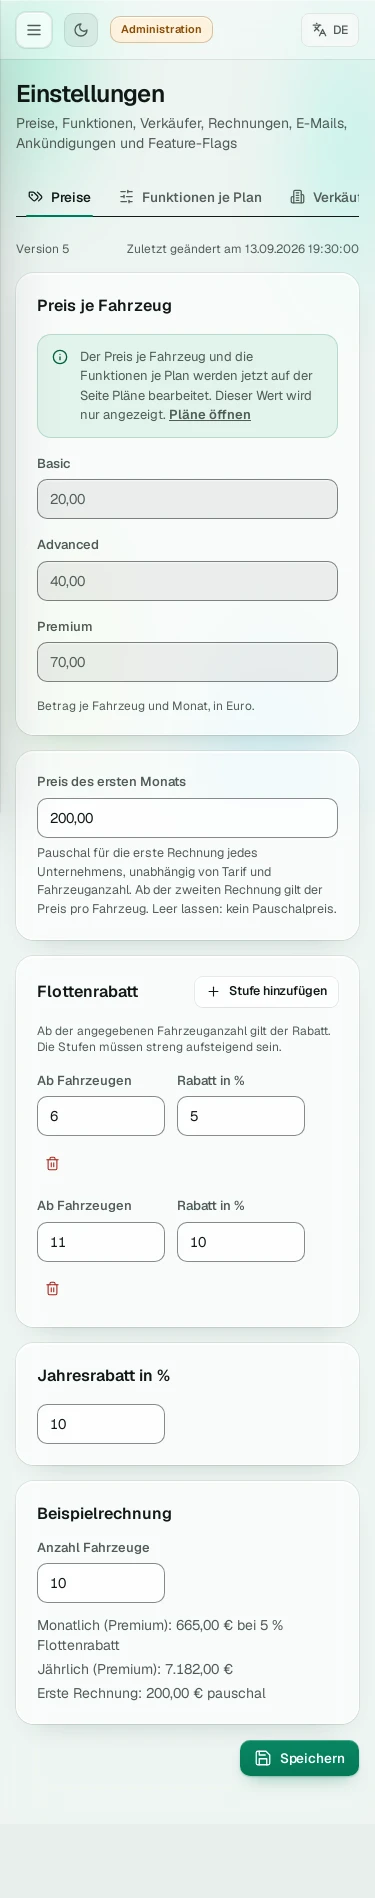 Administration
DE
Einstellungen
Preise, Funktionen, Verkäufer, Rechnungen, E-Mails,
Ankündigungen und Feature-Flags
Preise
Funktionen je Plan
Verkäuf
Version 5
Zuletzt geändert am 13.09.2026 19:30:00
Preis je Fahrzeug
Der Preis je Fahrzeug und die
Funktionen je Plan werden jetzt auf der
Seite Pläne bearbeitet. Dieser Wert wird
nur angezeigt. Pläne öffnen
Basic
20,00
Advanced
40,00
Premium
70,00
Betrag je Fahrzeug und Monat, in Euro.
Preis des ersten Monats
200,00
Pauschal für die erste Rechnung jedes
Unternehmens, unabhängig von Tarif und
Fahrzeuganzahl. Ab der zweiten Rechnung gilt der
Preis pro Fahrzeug. Leer lassen: kein Pauschalpreis.
Flottenrabatt
Stufe hinzufügen
Ab der angegebenen Fahrzeuganzahl gilt der Rabatt.
Die Stufen müssen streng aufsteigend sein.
Ab Fahrzeugen
Rabatt in %
6
5
Ab Fahrzeugen
Rabatt in %
11
10
Jahresrabatt in %
10
Beispielrechnung
Anzahl Fahrzeuge
10
Monatlich (Premium): 665,00 € bei 5 %
Flottenrabatt
Jährlich (Premium): 7.182,00 €
Erste Rechnung: 200,00 € pauschal
Speichern